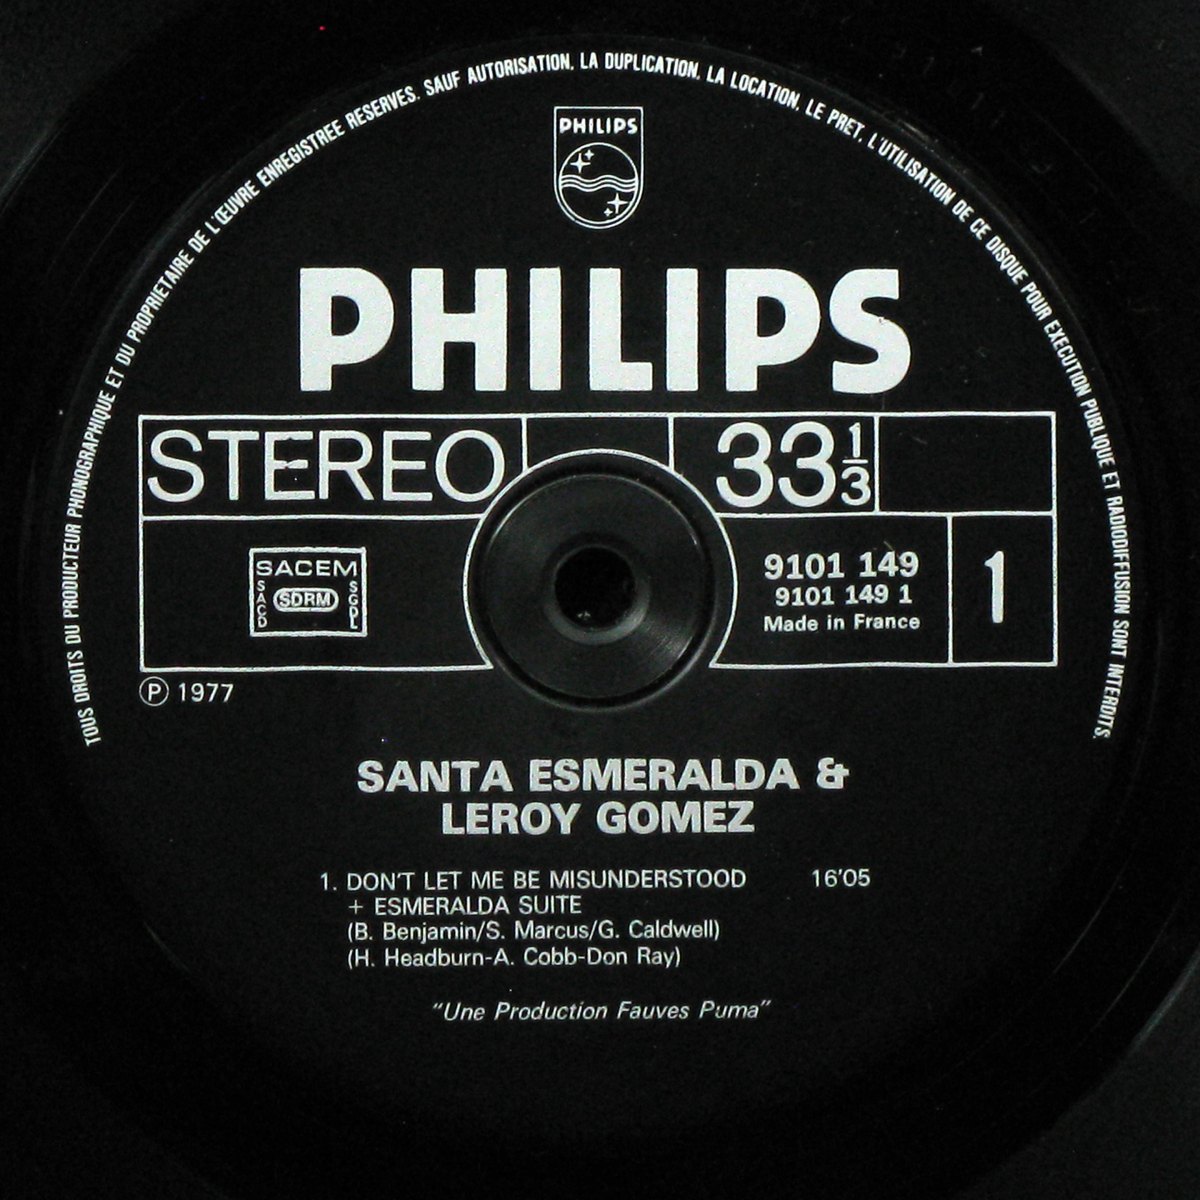 TOUS DROITS DU PRODUCTEUR PHONOGRAPHIQUE ET DU PROPRIETAIRE DE L'ŒUVRE ENREGISTREE RESERVES. SAUF AUTORISATION, LA DUPLICATION, LA LOCATION, LE PRET, L'UTILISATION DE CE DISQUE POUR EXECUTION PUBLIQUE ET RADIODIFFUSION SONT INTERDITS.
PHILIPS
PHILIPS
STEREO
33 1/3
SACEM
SACD
SDRM
SGDL
9101 149
9101 149 1
Made in France
1
Ⓟ 1977
SANTA ESMERALDA &
LEROY GOMEZ
1. DON'T LET ME BE MISUNDERSTOOD 16'05
+ ESMERALDA SUITE
(B. Benjamin/S. Marcus/G. Caldwell)
(H. Headburn-A. Cobb-Don Ray)
"Une Production Fauves Puma"